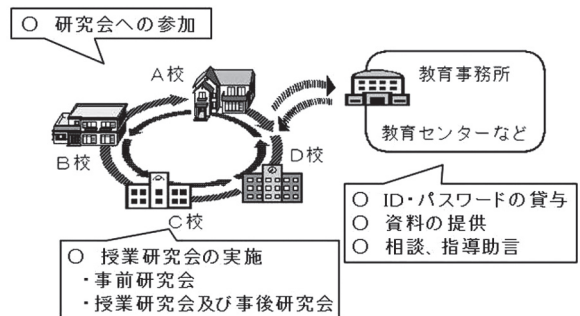 ○ 研究会への参加
A校
B校
C校
D校
教育事務所
教育センターなど
○ ID・パスワードの貸与
○ 資料の提供
○ 相談、指導助言
○ 授業研究会の実施
・事前研究会
・授業研究会及び事後研究会